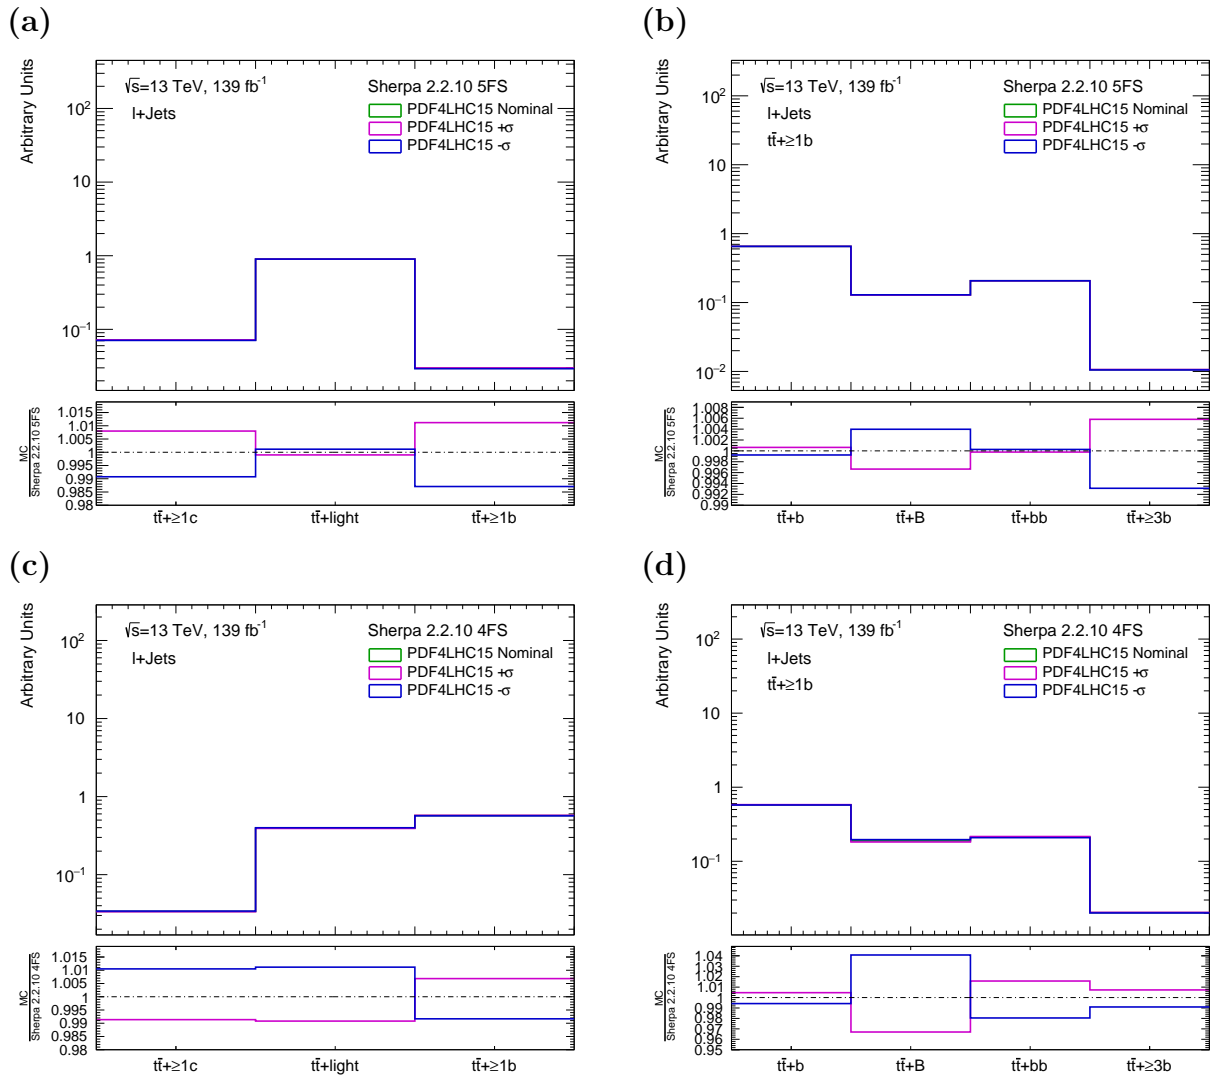 (a)
Arbitrary Units
√s=13 TeV, 139 fb⁻¹
l+Jets
Sherpa 2.2.10 5FS
PDF4LHC15 Nominal
PDF4LHC15 +σ
PDF4LHC15 -σ
10²
10
1
10⁻¹
MC
Sherpa 2.2.10 5FS
1.015
1.01
1.005
1
0.995
0.99
0.985
0.98
tt̄+≥1c
tt̄+light
tt̄+≥1b
(b)
Arbitrary Units
√s=13 TeV, 139 fb⁻¹
l+Jets
tt̄+≥1b
Sherpa 2.2.10 5FS
PDF4LHC15 Nominal
PDF4LHC15 +σ
PDF4LHC15 -σ
10²
10
1
10⁻¹
10⁻²
MC
Sherpa 2.2.10 5FS
1.008
1.006
1.004
1.002
1
0.998
0.996
0.994
0.992
0.99
tt̄+b
tt̄+B
tt̄+bb
tt̄+≥3b
(c)
Arbitrary Units
√s=13 TeV, 139 fb⁻¹
l+Jets
Sherpa 2.2.10 4FS
PDF4LHC15 Nominal
PDF4LHC15 +σ
PDF4LHC15 -σ
10²
10
1
10⁻¹
MC
Sherpa 2.2.10 4FS
1.015
1.01
1.005
1
0.995
0.99
0.985
0.98
tt̄+≥1c
tt̄+light
tt̄+≥1b
(d)
Arbitrary Units
√s=13 TeV, 139 fb⁻¹
l+Jets
tt̄+≥1b
Sherpa 2.2.10 4FS
PDF4LHC15 Nominal
PDF4LHC15 +σ
PDF4LHC15 -σ
10²
10
1
10⁻¹
MC
Sherpa 2.2.10 4FS
1.04
1.03
1.02
1.01
1
0.99
0.98
0.97
0.96
0.95
tt̄+b
tt̄+B
tt̄+bb
tt̄+≥3b